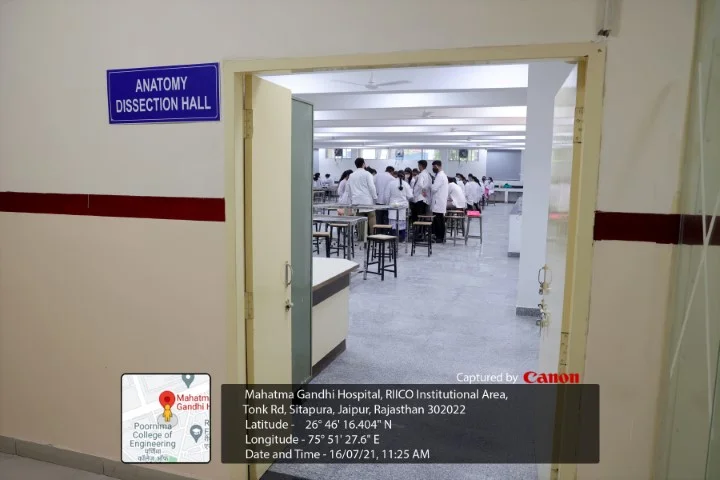 ANATOMY
DISSECTION HALL
Captured by Canon
Mahatma Gandhi Hospital, RIICO Institutional Area,
Tonk Rd, Sitapura, Jaipur, Rajasthan 302022
Latitude - 26° 46' 16.404" N
Longitude - 75° 51' 27.6" E
Date and Time - 16/07/21, 11:25 AM
Mahatm
Gandhi H
Poornima
College of
Engineering
पूर्णिमा